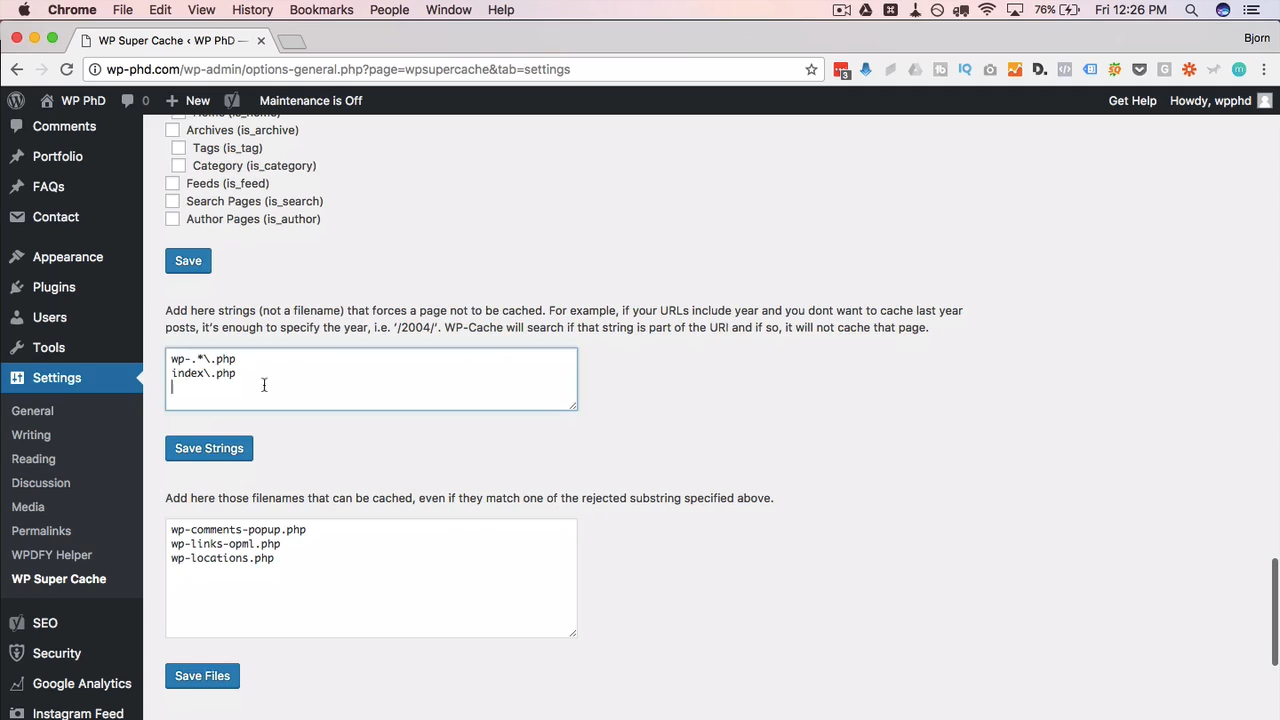 Chrome File Edit View History Bookmarks People Window Help 76% Fri 12:26 PM
WP Super Cache ‹ WP PhD — Bjorn
wp-phd.com/wp-admin/options-general.php?page=wpsupercache&tab=settings 3
WP PhD 0 New Maintenance is Off Get Help Howdy, wpphd
Comments
Portfolio
FAQs
Contact
Appearance
Plugins
Users
Tools
Settings
General
Writing
Reading
Discussion
Media
Permalinks
WPDFY Helper
WP Super Cache
SEO
Security
Google Analytics
Instagram Feed
Home (is_home)
Archives (is_archive)
Tags (is_tag)
Category (is_category)
Feeds (is_feed)
Search Pages (is_search)
Author Pages (is_author)
Save
Add here strings (not a filename) that forces a page not to be cached. For example, if your URLs include year and you dont want to cache last year
posts, it's enough to specify the year, i.e. '/2004/'. WP-Cache will search if that string is part of the URI and if so, it will not cache that page.
wp-.*\.php
index\.php
Save Strings
Add here those filenames that can be cached, even if they match one of the rejected substring specified above.
wp-comments-popup.php
wp-links-opml.php
wp-locations.php
Save Files